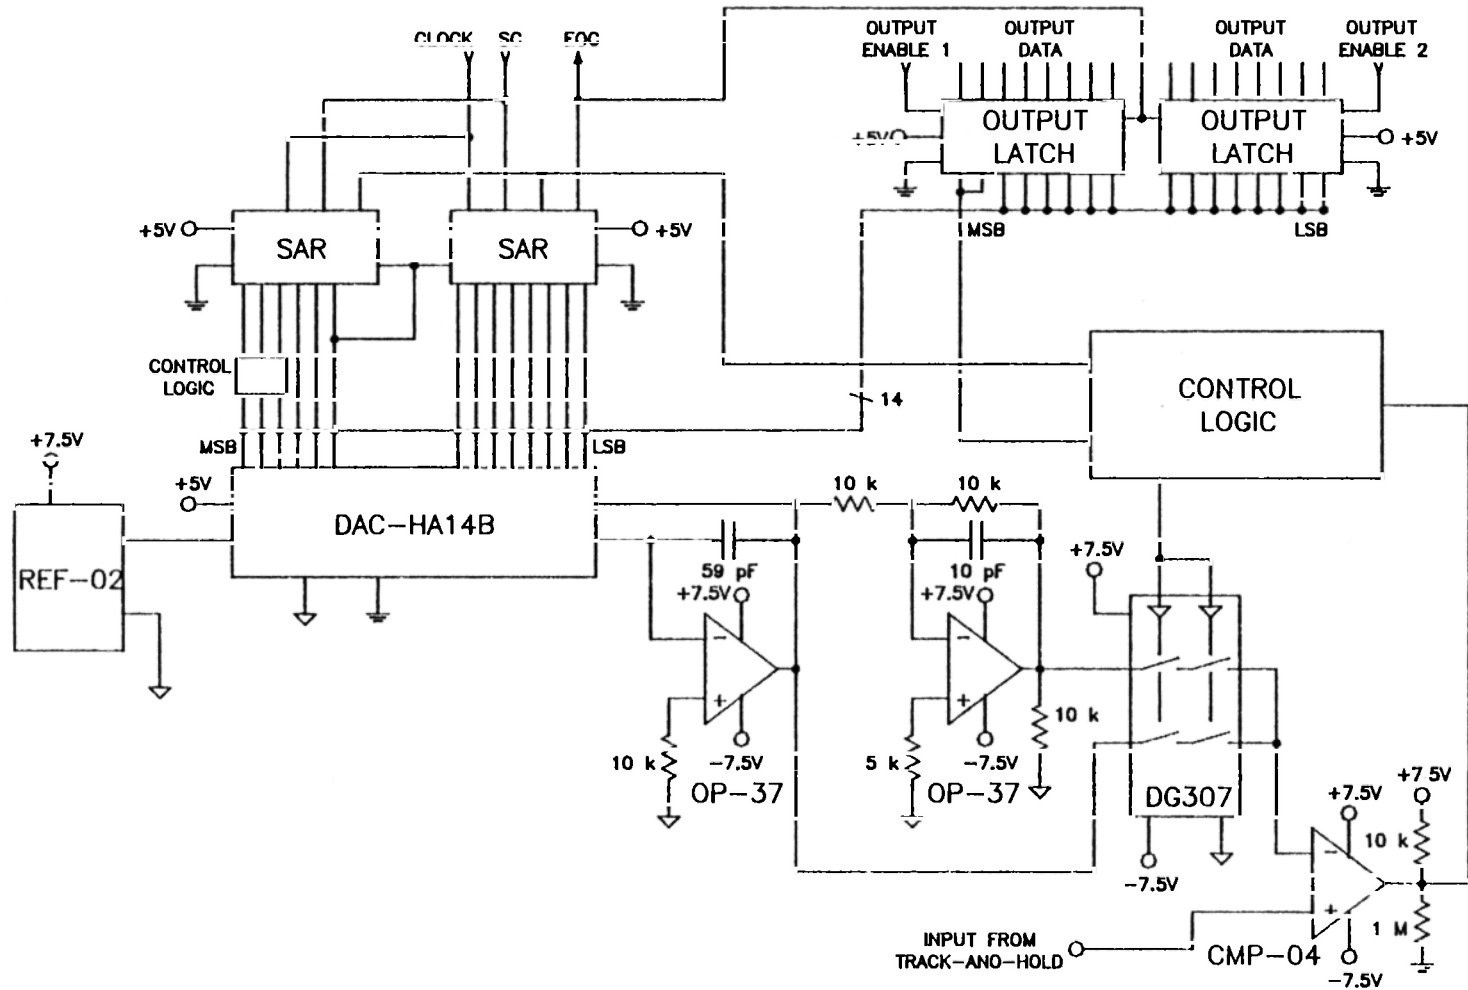 CLOCK SC EOC
OUTPUT ENABLE 1
OUTPUT DATA
OUTPUT DATA
OUTPUT ENABLE 2
+5V
OUTPUT LATCH
OUTPUT LATCH
+5V
+5V
SAR
SAR
+5V
MSB
LSB
CONTROL LOGIC
14
CONTROL LOGIC
MSB
LSB
+7.5V
+5V
DAC-HA14B
REF-02
10 k
10 k
59 pF
10 pF
+7.5V
+7.5V
+7.5V
-
+
-
+
10 k
10 k
5 k
-7.5V
-7.5V
OP-37
OP-37
DG307
-7.5V
+7.5V
+7 5V
10 k
-
+
1 M
INPUT FROM
TRACK-ANO-HOLD
CMP-04
-7.5V